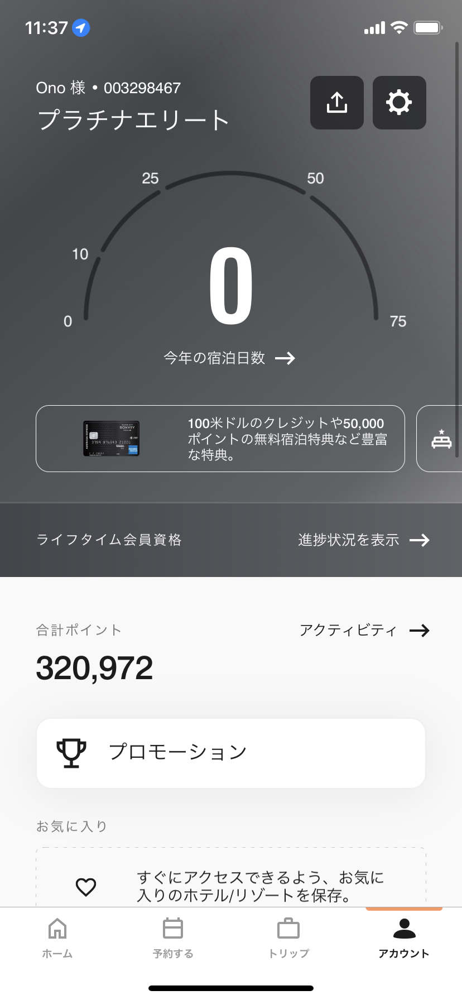 11:37
Ono 様 • 003298467
プラチナエリート
25
50
10
0
0
75
今年の宿泊日数
100米ドルのクレジットや50,000
ポイントの無料宿泊特典など豊富
な特典。
ライフタイム会員資格
進捗状況を表示
合計ポイント
アクティビティ
320,972
プロモーション
お気に入り
すぐにアクセスできるよう、お気に
入りのホテル/リゾートを保存。
ホーム
予約する
トリップ
アカウント